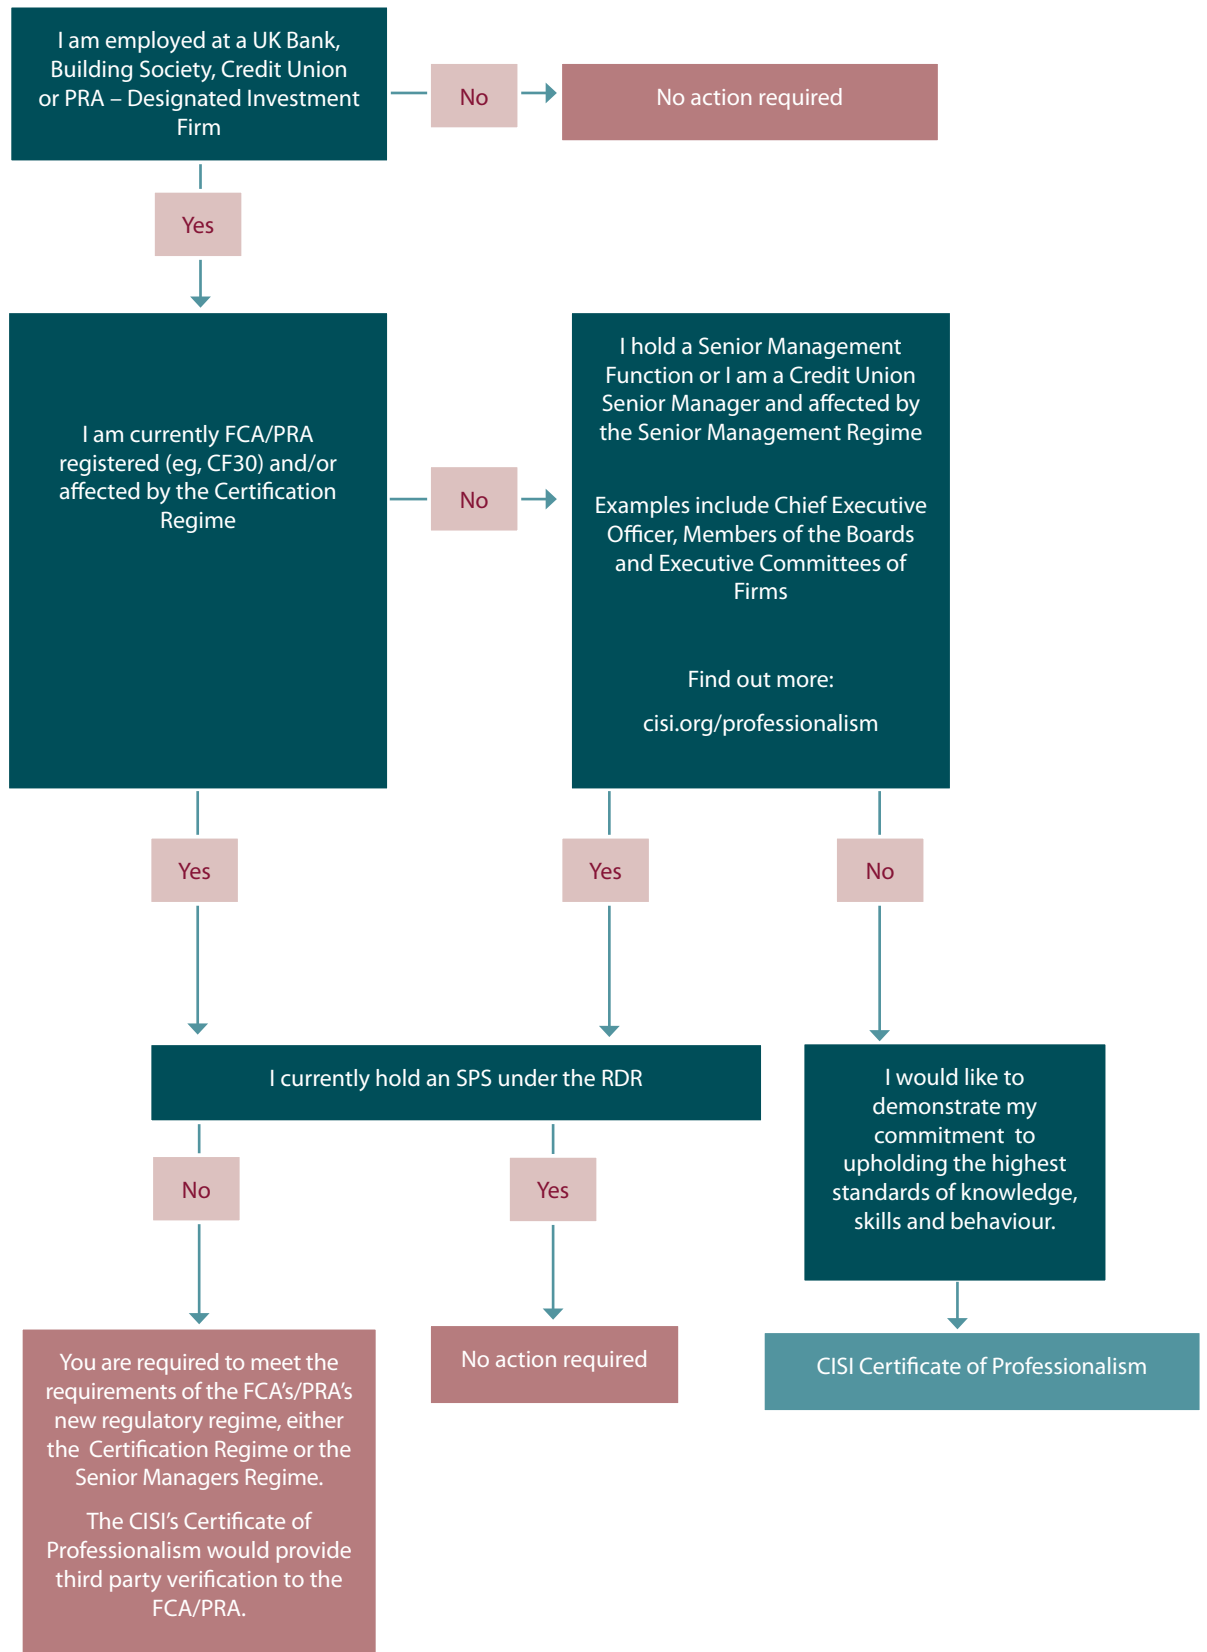 I am employed at a UK Bank,
Building Society, Credit Union
or PRA – Designated Investment
Firm
No
No action required
Yes
I am currently FCA/PRA
registered (eg, CF30) and/or
affected by the Certification
Regime
No
I hold a Senior Management
Function or I am a Credit Union
Senior Manager and affected by
the Senior Management Regime
Examples include Chief Executive
Officer, Members of the Boards
and Executive Committees of
Firms
Find out more:
cisi.org/professionalism
Yes
Yes
No
I currently hold an SPS under the RDR
I would like to
demonstrate my
commitment to
upholding the highest
standards of knowledge,
skills and behaviour.
No
Yes
You are required to meet the
requirements of the FCA's/PRA's
new regulatory regime, either
the Certification Regime or the
Senior Managers Regime.
The CISI's Certificate of
Professionalism would provide
third party verification to the
FCA/PRA.
No action required
CISI Certificate of Professionalism